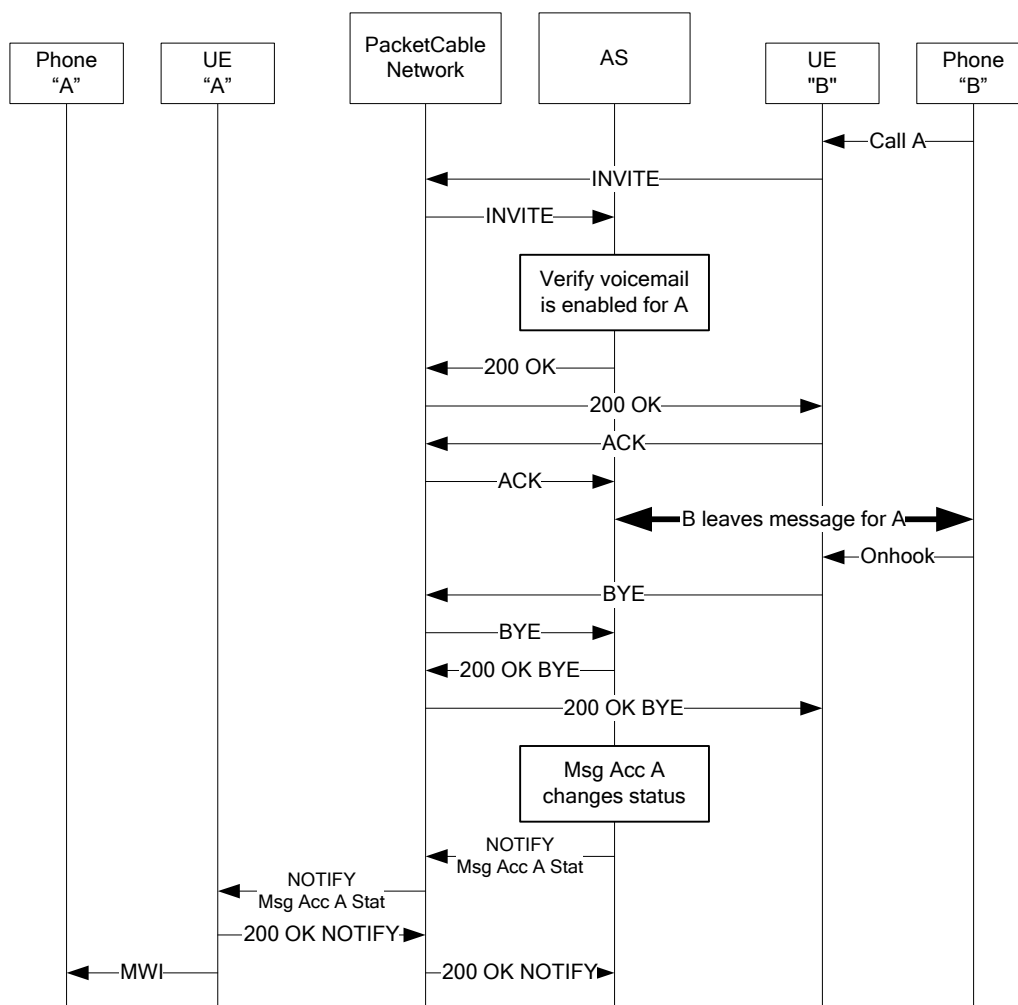 Phone
“A”
UE
“A”
PacketCable
Network
AS
UE
"B"
Phone
“B”
Call A
INVITE
INVITE
Verify voicemail
is enabled for A
200 OK
200 OK
ACK
ACK
B leaves message for A
Onhook
BYE
BYE
200 OK BYE
200 OK BYE
Msg Acc A
changes status
NOTIFY
Msg Acc A Stat
NOTIFY
Msg Acc A Stat
200 OK NOTIFY
MWI
200 OK NOTIFY